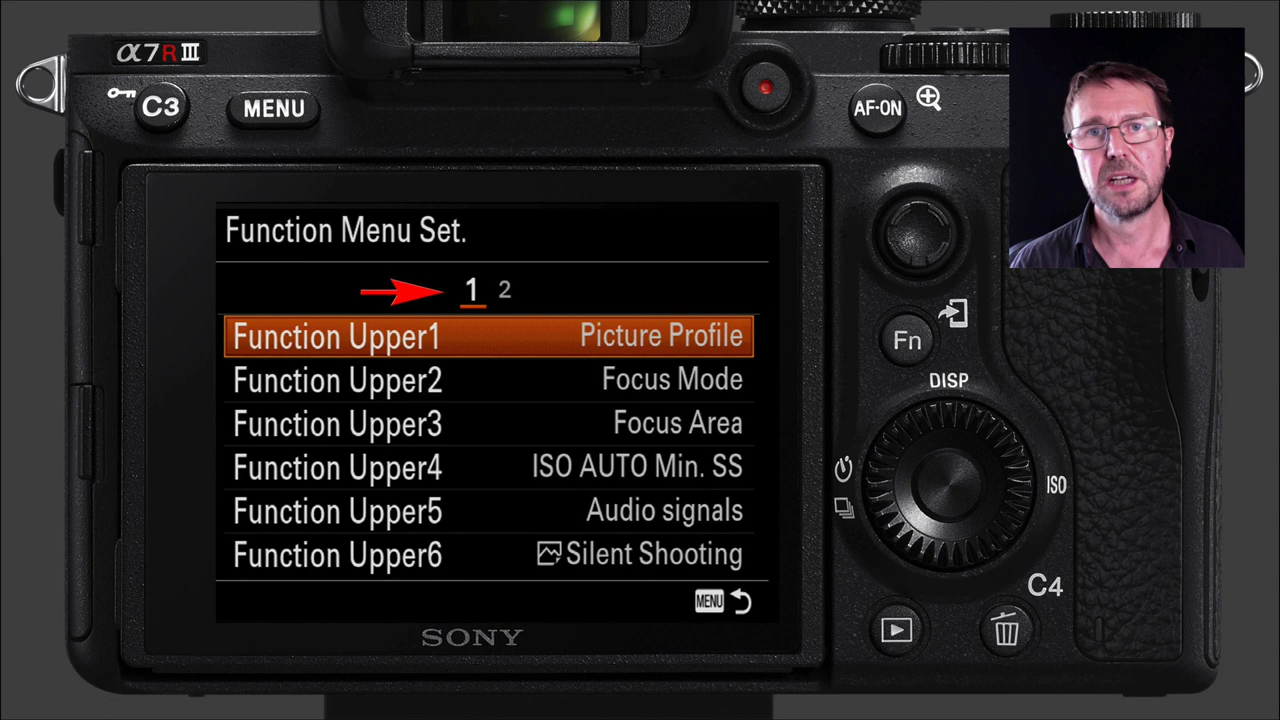 α7RIII
C3
MENU
AF-ON
Function Menu Set.
1 2
Function Upper1 Picture Profile
Function Upper2 Focus Mode
Function Upper3 Focus Area
Function Upper4 ISO AUTO Min. SS
Function Upper5 Audio signals
Function Upper6 Silent Shooting
MENU
SONY
Fn
DISP
ISO
C4